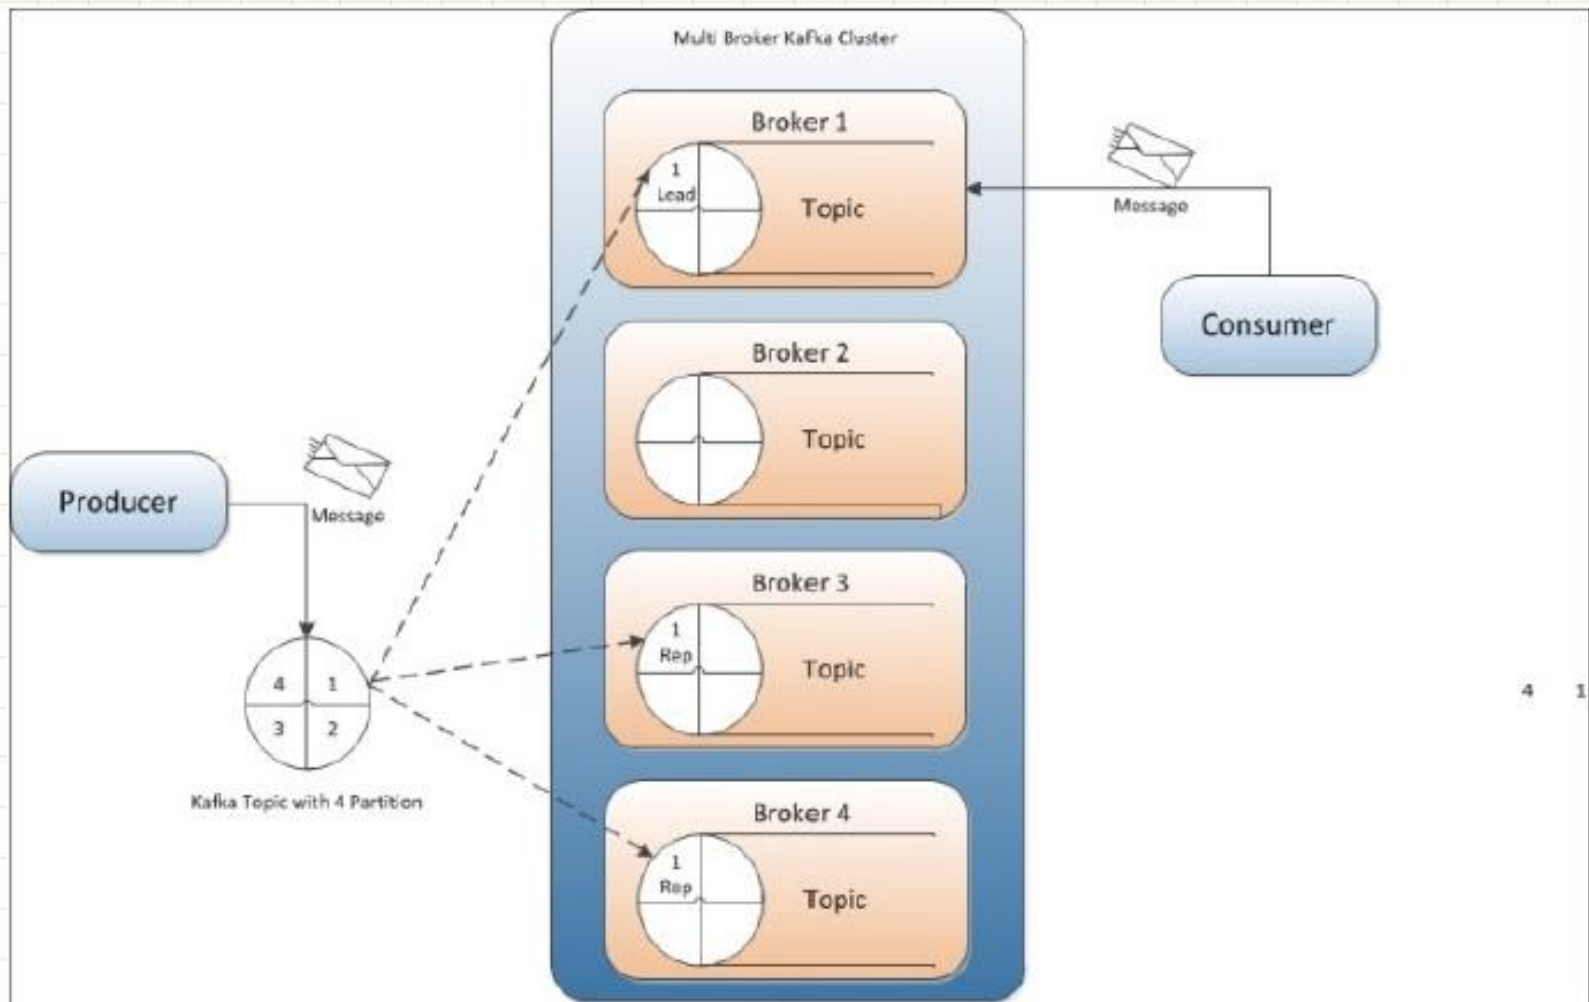 Multi Broker Kafka Cluster
Broker 1
1
Lead
Topic
Message
Consumer
Broker 2
Topic
Producer
Message
Broker 3
1
Rep
Topic
4 1
3 2
Kafka Topic with 4 Partition
4 1
Broker 4
1
Rep
Topic